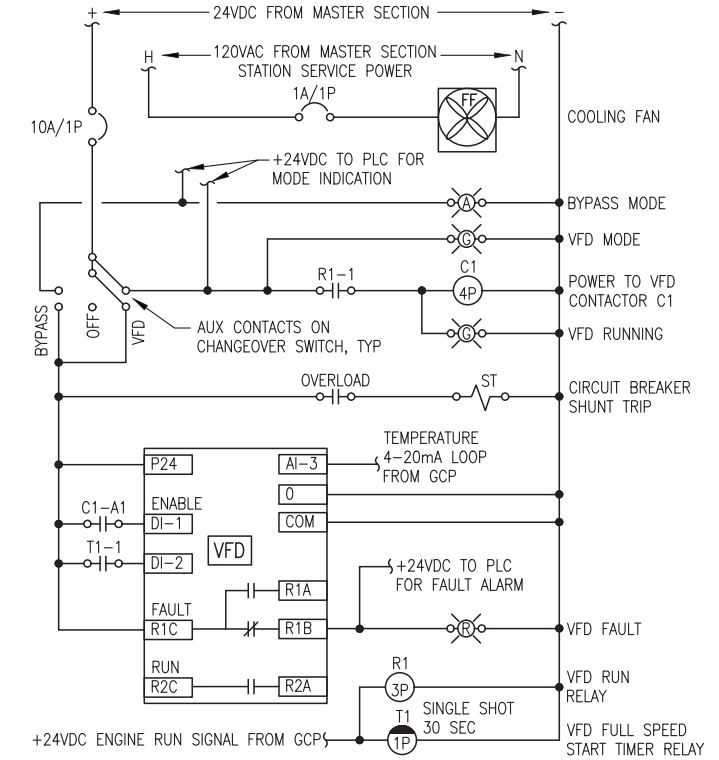 + 24VDC FROM MASTER SECTION −
H 120VAC FROM MASTER SECTION N
STATION SERVICE POWER
1A/1P
FF
10A/1P
COOLING FAN
+24VDC TO PLC FOR
MODE INDICATION
A
BYPASS MODE
G
VFD MODE
R1-1
C1
4P
POWER TO VFD
CONTACTOR C1
BYPASS
OFF
VFD
AUX CONTACTS ON
CHANGEOVER SWITCH, TYP
G
VFD RUNNING
OVERLOAD
ST
CIRCUIT BREAKER
SHUNT TRIP
TEMPERATURE
4-20mA LOOP
FROM GCP
P24
AI-3
0
ENABLE
C1-A1
DI-1
COM
T1-1
DI-2
VFD
+24VDC TO PLC
FOR FAULT ALARM
R1A
FAULT
R1C
R1B
R
VFD FAULT
RUN
R2C
R2A
R1
3P
VFD RUN
RELAY
T1
SINGLE SHOT
30 SEC
+24VDC ENGINE RUN SIGNAL FROM GCP
1P
VFD FULL SPEED
START TIMER RELAY